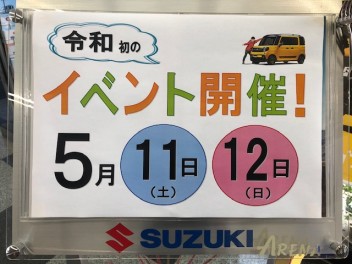 令和 初の
イベント開催!
5月 11日 12日
(土) (日)
SUZUKI ARENA